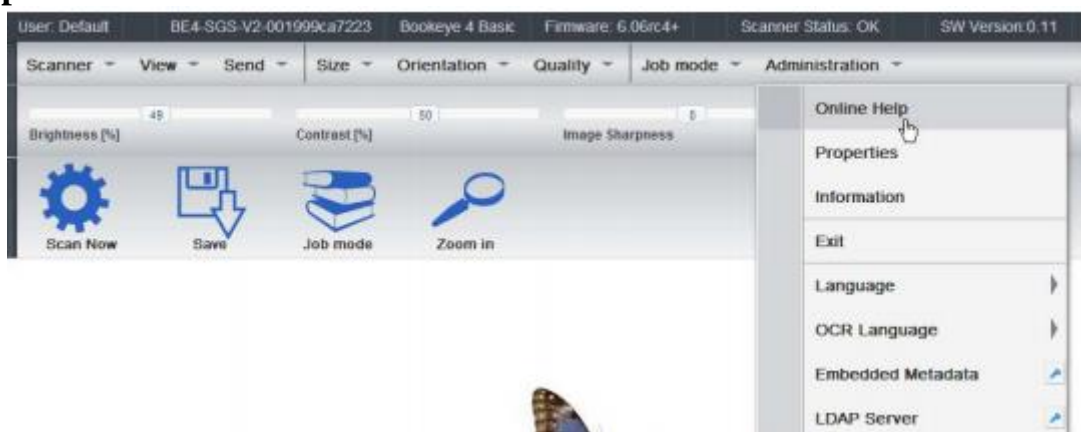 User: Default BE4-SGS-V2-001999ca7223 Bookeye 4 Basic Firmware: 6.06rc4+ Scanner Status: OK SW Version:0.11
Scanner View Send Size Orientation Quality Job mode Administration
49 50
Brightness [%] Contrast [%] Image Sharpness
Scan Now Save Job mode Zoom in
Online Help
Properties
Information
Exit
Language
OCR Language
Embedded Metadata
LDAP Server